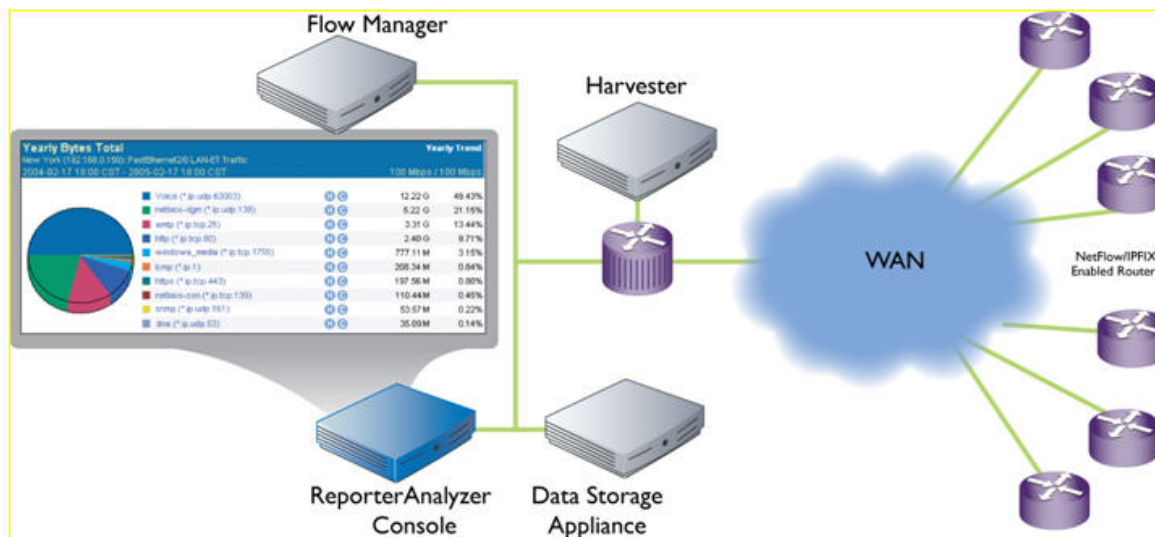 Flow Manager
Harvester
Yearly Bytes Total
Yearly Trend
New York (192.168.0.150): FastEthernet2/0 LAN-ET Traffic
2004-02-17 18:00 CST - 2005-02-17 18:00 CST
100 Mbps / 100 Mbps
Voice (*.ip.udp.63003) H C 12.22 G 49.43%
netbios-dgm (*.ip.udp.138) H C 5.22 G 21.15%
smtp (*.ip.tcp.25) H C 3.31 G 13.44%
http (*.ip.tcp.80) H C 2.40 G 9.71%
windows_media (*.ip.tcp.1755) H C 777.11 M 3.15%
icmp (*.ip.1) H C 208.34 M 0.84%
https (*.ip.tcp.443) H C 197.56 M 0.80%
netbios-ssn (*.ip.tcp.139) H C 110.44 M 0.45%
snmp (*.ip.udp.161) H C 53.57 M 0.22%
dns (*.ip.udp.53) H C 35.09 M 0.14%
WAN
NetFlow/IPFIX
Enabled Router
ReporterAnalyzer
Console
Data Storage
Appliance